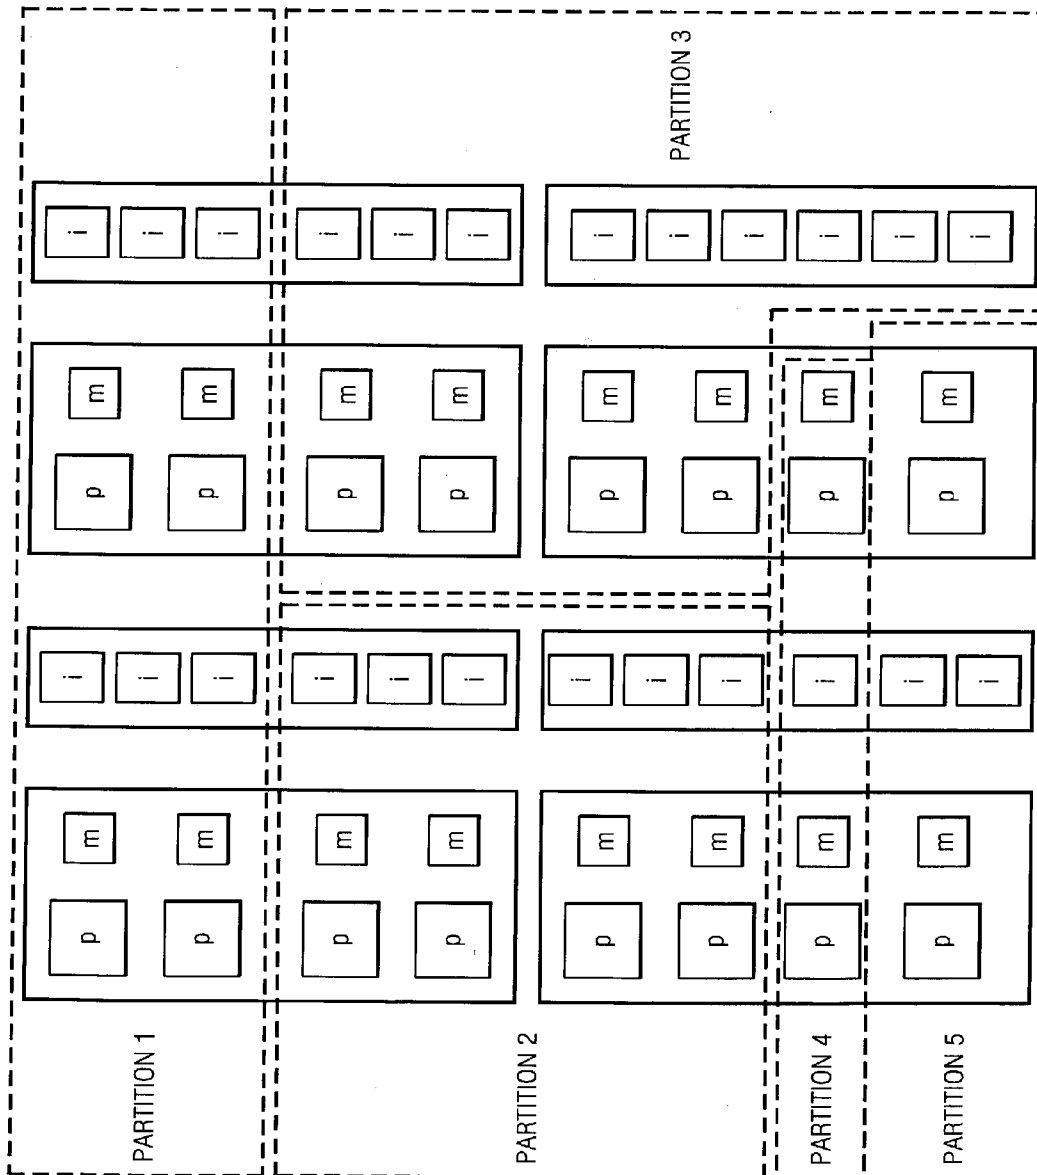 p m i p m i
PARTITION 1 i i
p m i p m i
p m i p m i
i i
p m i p m i
PARTITION 2
p m i p m i
i i PARTITION 3
p m i p m i
PARTITION 4 p m i p m i
i i
PARTITION 5 p m i p m i